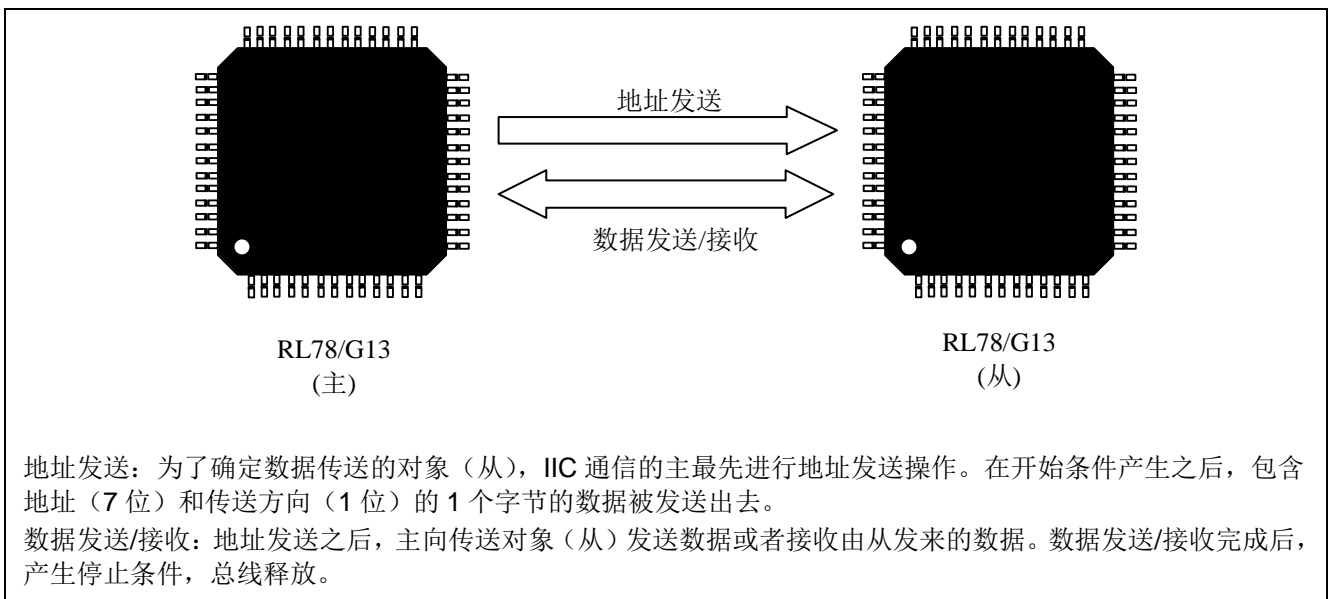 地址发送
数据发送/接收
RL78/G13
(主)
RL78/G13
(从)
地址发送：为了确定数据传送的对象（从），IIC 通信的主最先进行地址发送操作。在开始条件产生之后，包含
地址（7 位）和传送方向（1 位）的 1 个字节的数据被发送出去。
数据发送/接收：地址发送之后，主向传送对象（从）发送数据或者接收由从发来的数据。数据发送/接收完成后，
产生停止条件，总线释放。